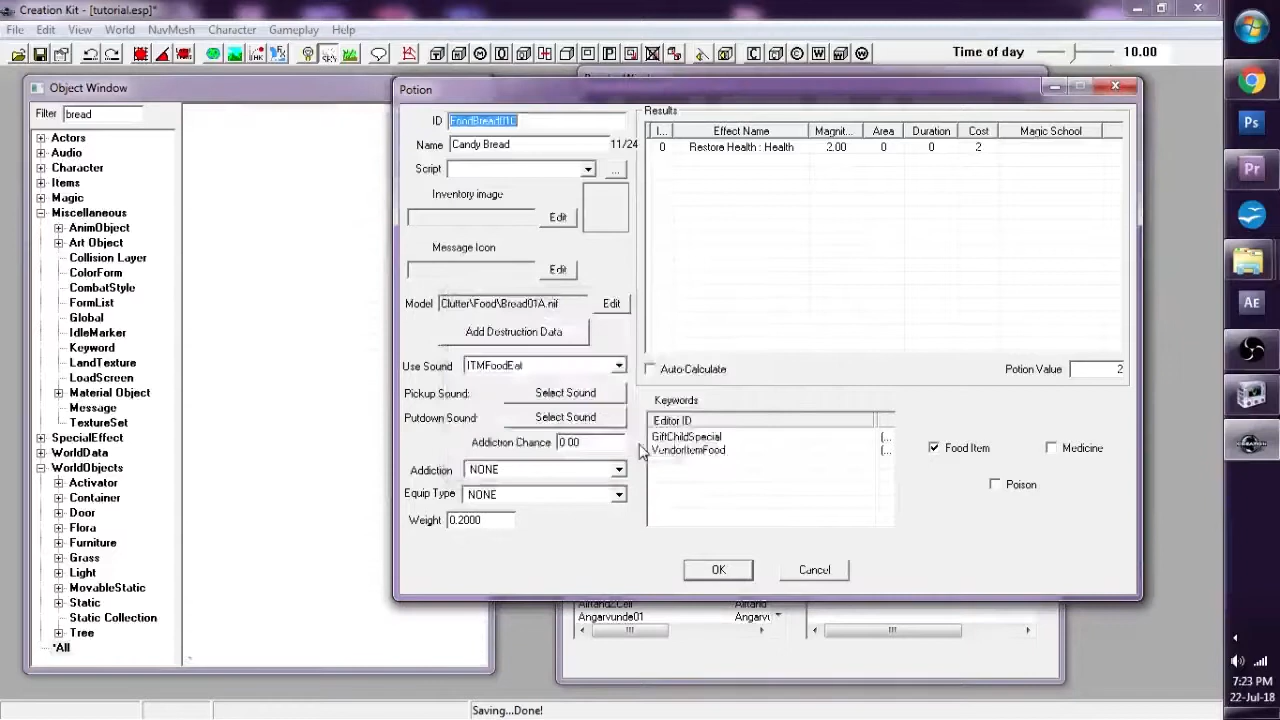 Creation Kit - [tutorial.esp]*
File Edit View World NavMesh Character Gameplay Help
Time of day 10.00
Object Window
Filter bread
Actors
Audio
Character
Items
Magic
Miscellaneous
AnimObject
Art Object
Collision Layer
ColorForm
CombatStyle
FormList
Global
IdleMarker
Keyword
LandTexture
LoadScreen
Material Object
Message
TextureSet
SpecialEffect
WorldData
WorldObjects
Activator
Container
Door
Flora
Furniture
Grass
Light
MovableStatic
Static
Static Collection
Tree
*All
Potion
ID
Name Candy Bread 11/24
Script ...
Inventory image
Edit
Message Icon
Edit
Model Clutter\Food\Bread01A.nif Edit
Add Destruction Data
Use Sound ITMFoodEat
Pickup Sound: Select Sound
Putdown Sound: Select Sound
Addiction Chance 0.00
Addiction NONE
Equip Type NONE
Weight 0.2000
Results
I... Effect Name Magnit... Area Duration Cost Magic School
0 Restore Health : Health 2.00 0 0 2
Auto-Calculate Potion Value 2
Keywords
Editor ID
GiftChildSpecial (...
VendorItemFood (...
Food Item Medicine
Poison
OK Cancel
Angarvunde01 Angarvu
Saving...Done!
Ps
Pr
AE
7:23 PM
22-Jul-18